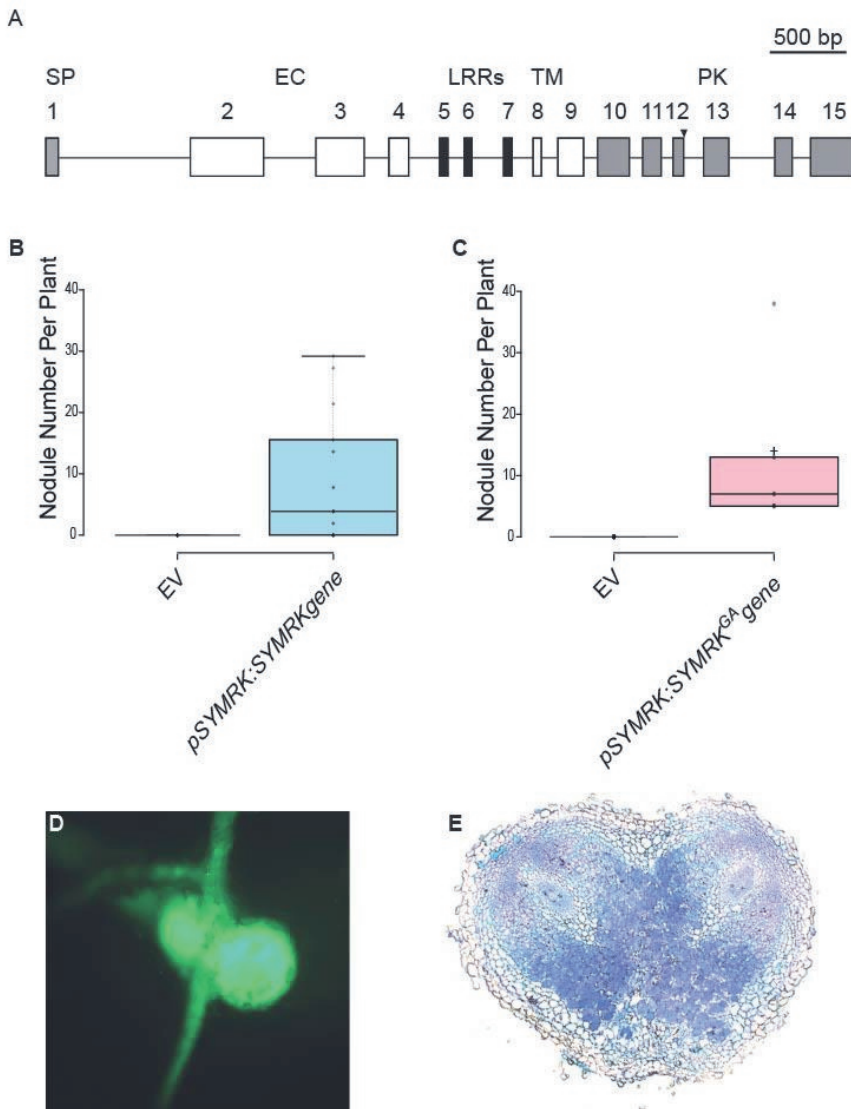 A
500 bp
SP EC LRRs TM PK
1 2 3 4 5 6 7 8 9 10 11 12 13 14 15
B
Nodule Number Per Plant
40
30
20
10
0
EV
pSYMRK:SYMRKgene
C
Nodule Number Per Plant
40
30
20
10
0
EV
pSYMRK:SYMRK^GA gene
D
E